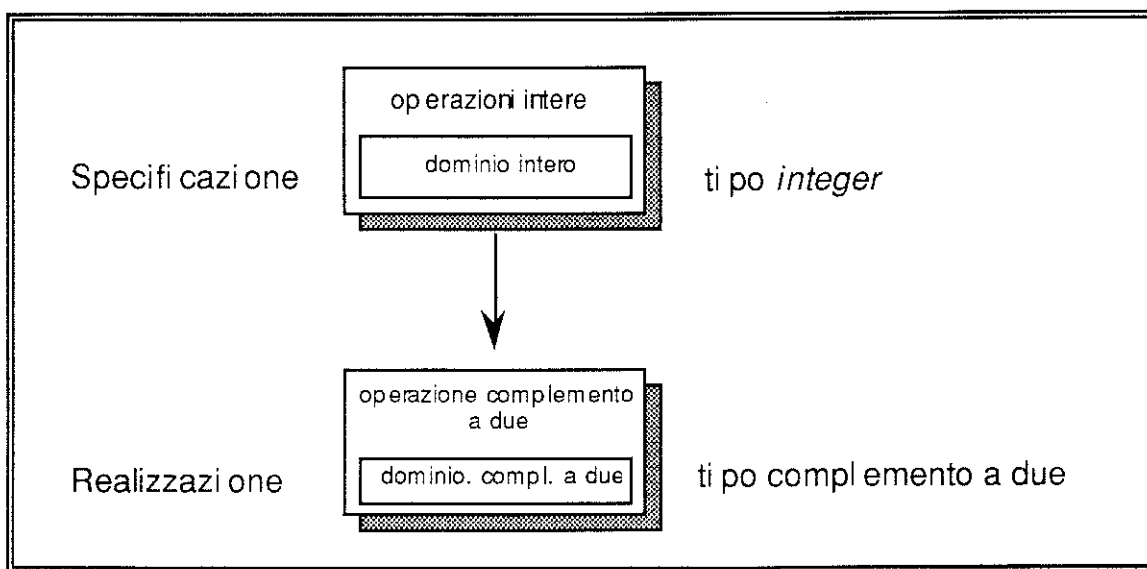 operazioni intere
dominio intero
Specificazione
tipo integer
operazione complemento
a due
dominio. compl. a due
Realizzazione
tipo complemento a due